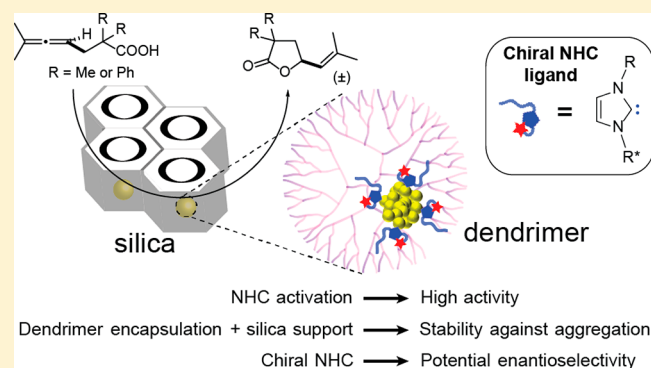 R
R
H
COOH
R = Me or Ph
R
R
O
O
(±)
Chiral NHC
ligand
=
R
N
:
N
R*
silica
dendrimer
NHC activation → High activity
Dendrimer encapsulation + silica support → Stability against aggregation
Chiral NHC → Potential enantioselectivity